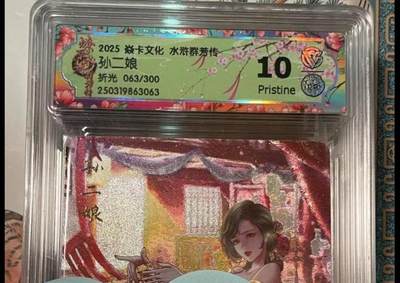 2025 焱卡文化 水浒群芳传
孙二娘
折光 063/300
250319863063
10
Pristine
孙二娘